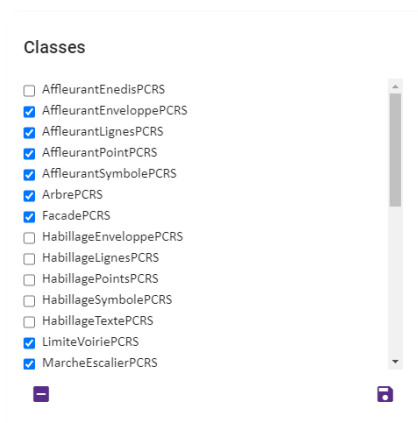 Classes
AffleurantEnedisPCRS
AffleurantEnveloppePCRS
AffleurantLignesPCRS
AffleurantPointPCRS
AffleurantSymbolePCRS
ArbrePCRS
FacadePCRS
HabillageEnveloppePCRS
HabillageLignesPCRS
HabillagePointsPCRS
HabillageSymbolePCRS
HabillageTextePCRS
LimiteVoiriePCRS
MarcheEscalierPCRS